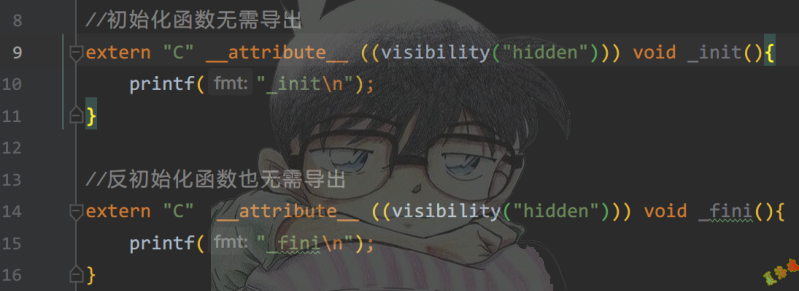 8 //初始化函数无需导出
9 extern "C" __attribute__ ((visibility("hidden"))) void _init(){
10 printf( fmt: "_init\n");
11 }
12
13 //反初始化函数也无需导出
14 extern "C"  __attribute__ ((visibility("hidden"))) void _fini(){
15 printf( fmt: "_fini\n");
16 }